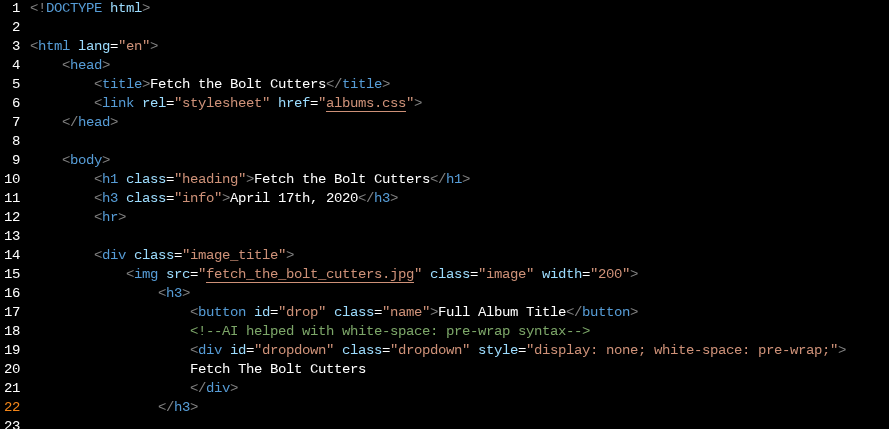 1 <!DOCTYPE html>
2
3 <html lang="en">
4     <head>
5         <title>Fetch the Bolt Cutters</title>
6         <link rel="stylesheet" href="albums.css">
7     </head>
8
9     <body>
10         <h1 class="heading">Fetch the Bolt Cutters</h1>
11         <h3 class="info">April 17th, 2020</h3>
12         <hr>
13
14         <div class="image_title">
15             <img src="fetch_the_bolt_cutters.jpg" class="image" width="200">
16                 <h3>
17                     <button id="drop" class="name">Full Album Title</button>
18                     <!--AI helped with white-space: pre-wrap syntax-->
19                     <div id="dropdown" class="dropdown" style="display: none; white-space: pre-wrap;">
20                     Fetch The Bolt Cutters
21                     </div>
22                 </h3>
23